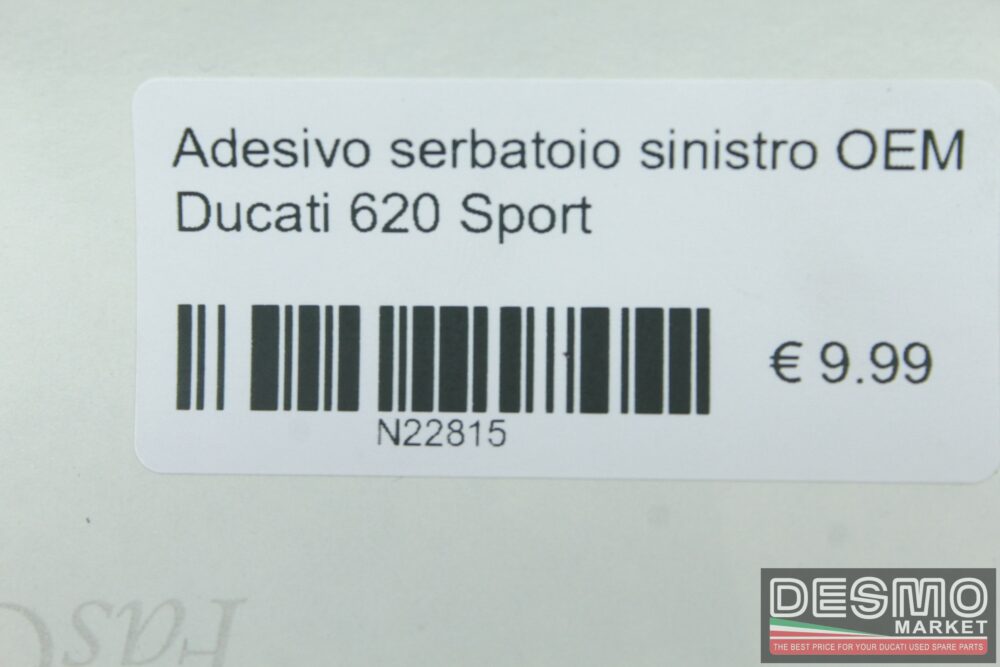 Adesivo serbatoio sinistro OEM
Ducati 620 Sport
€ 9.99
N22815
DESMO
MARKET
THE BEST PRICE FOR YOUR DUCATI USED SPARE PARTS